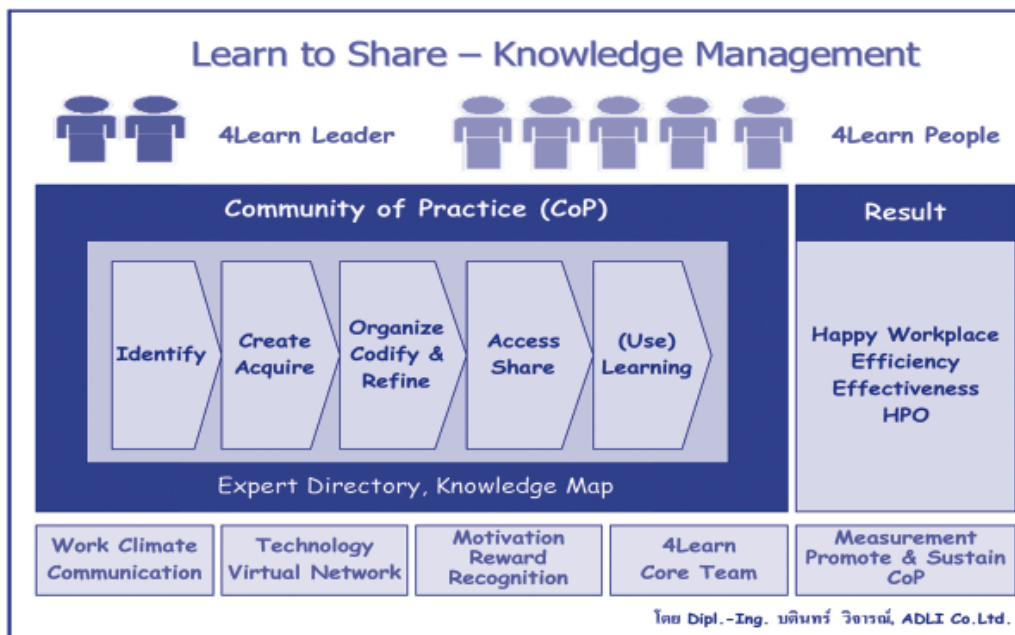 Learn to Share – Knowledge Management
4Learn Leader
4Learn People
Community of Practice (CoP)
Result
Identify
Create
Acquire
Organize
Codify &
Refine
Access
Share
(Use)
Learning
Happy Workplace
Efficiency
Effectiveness
HPO
Expert Directory, Knowledge Map
Work Climate
Communication
Technology
Virtual Network
Motivation
Reward
Recognition
4Learn
Core Team
Measurement
Promote & Sustain
CoP
โดย Dipl.-Ing. บดินทร์ วิจารณ์, ADLI Co.Ltd.